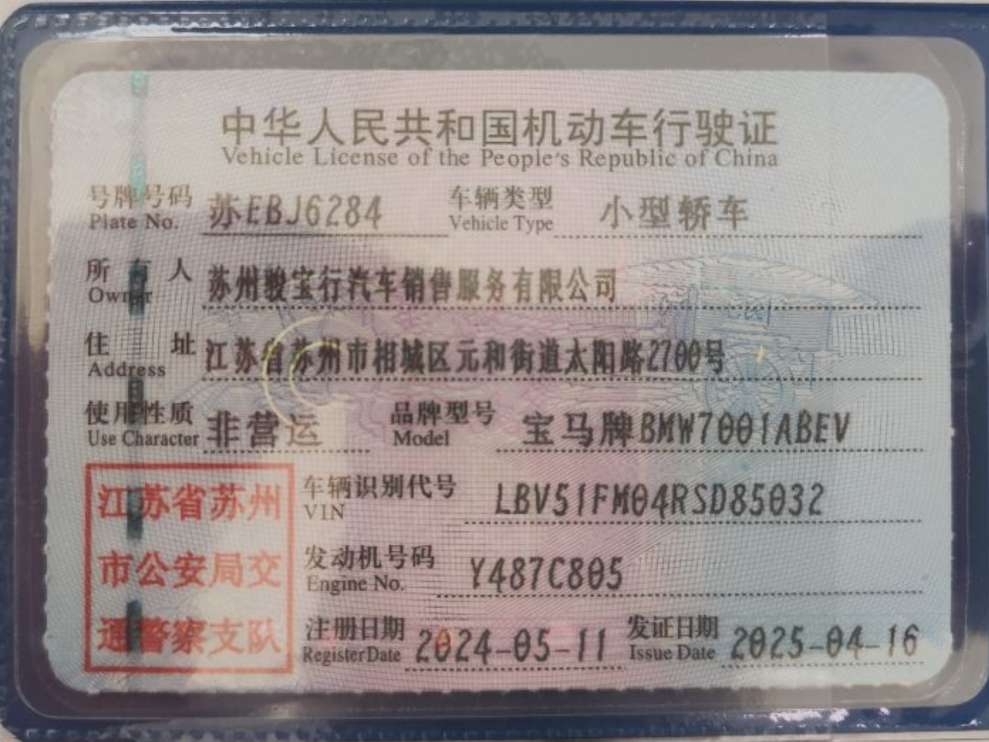 中华人民共和国机动车行驶证
Vehicle License of the People's Republic of China
号牌号码 苏EBJ6284 车辆类型 小型轿车
Plate No. Vehicle Type
所有人 苏州骏宝行汽车销售服务有限公司
Owner
住址 江苏省苏州市相城区元和街道太阳路2700号
Address
使用性质 非营运 品牌型号 宝马牌BMW7001ABEV
Use Character Model
江苏省苏州
市公安局交
通警察支队
车辆识别代号 LBV51FM04RSD85032
VIN
发动机号码 Y487C805
Engine No.
注册日期 2024-05-11 发证日期 2025-04-16
Register Date Issue Date